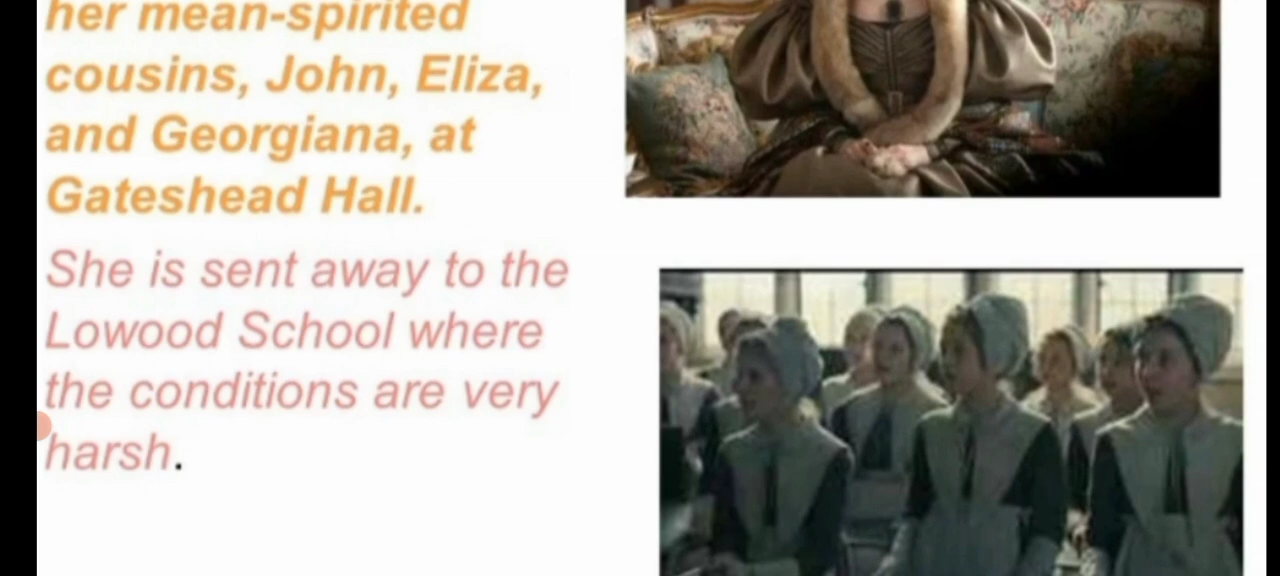 her mean-spirited
cousins, John, Eliza,
and Georgiana, at
Gateshead Hall.
She is sent away to the
Lowood School where
the conditions are very
harsh.